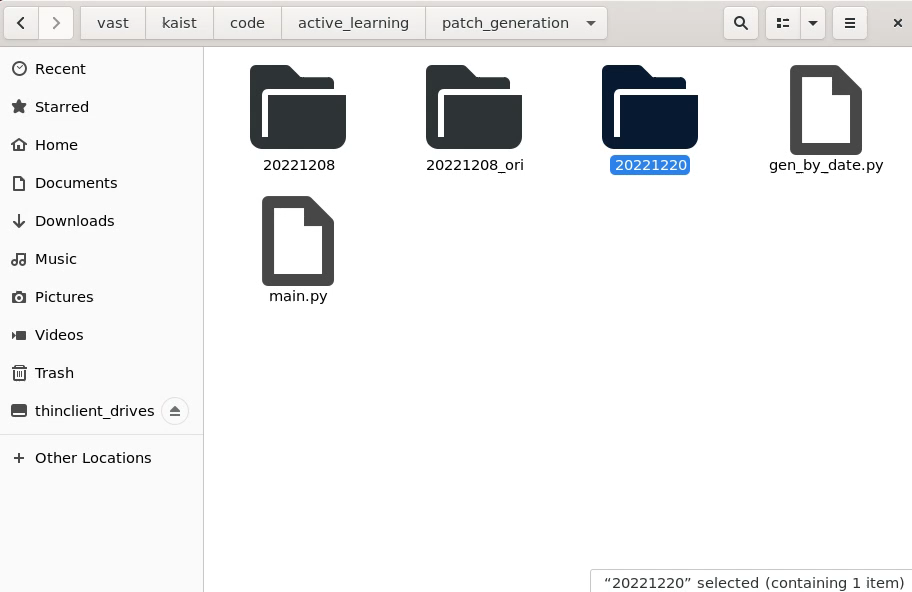 vast kaist code active_learning patch_generation
Recent
Starred
Home
Documents
Downloads
Music
Pictures
Videos
Trash
thinclient_drives
Other Locations
20221208 20221208_ori 20221220 gen_by_date.py
main.py
“20221220” selected (containing 1 item)